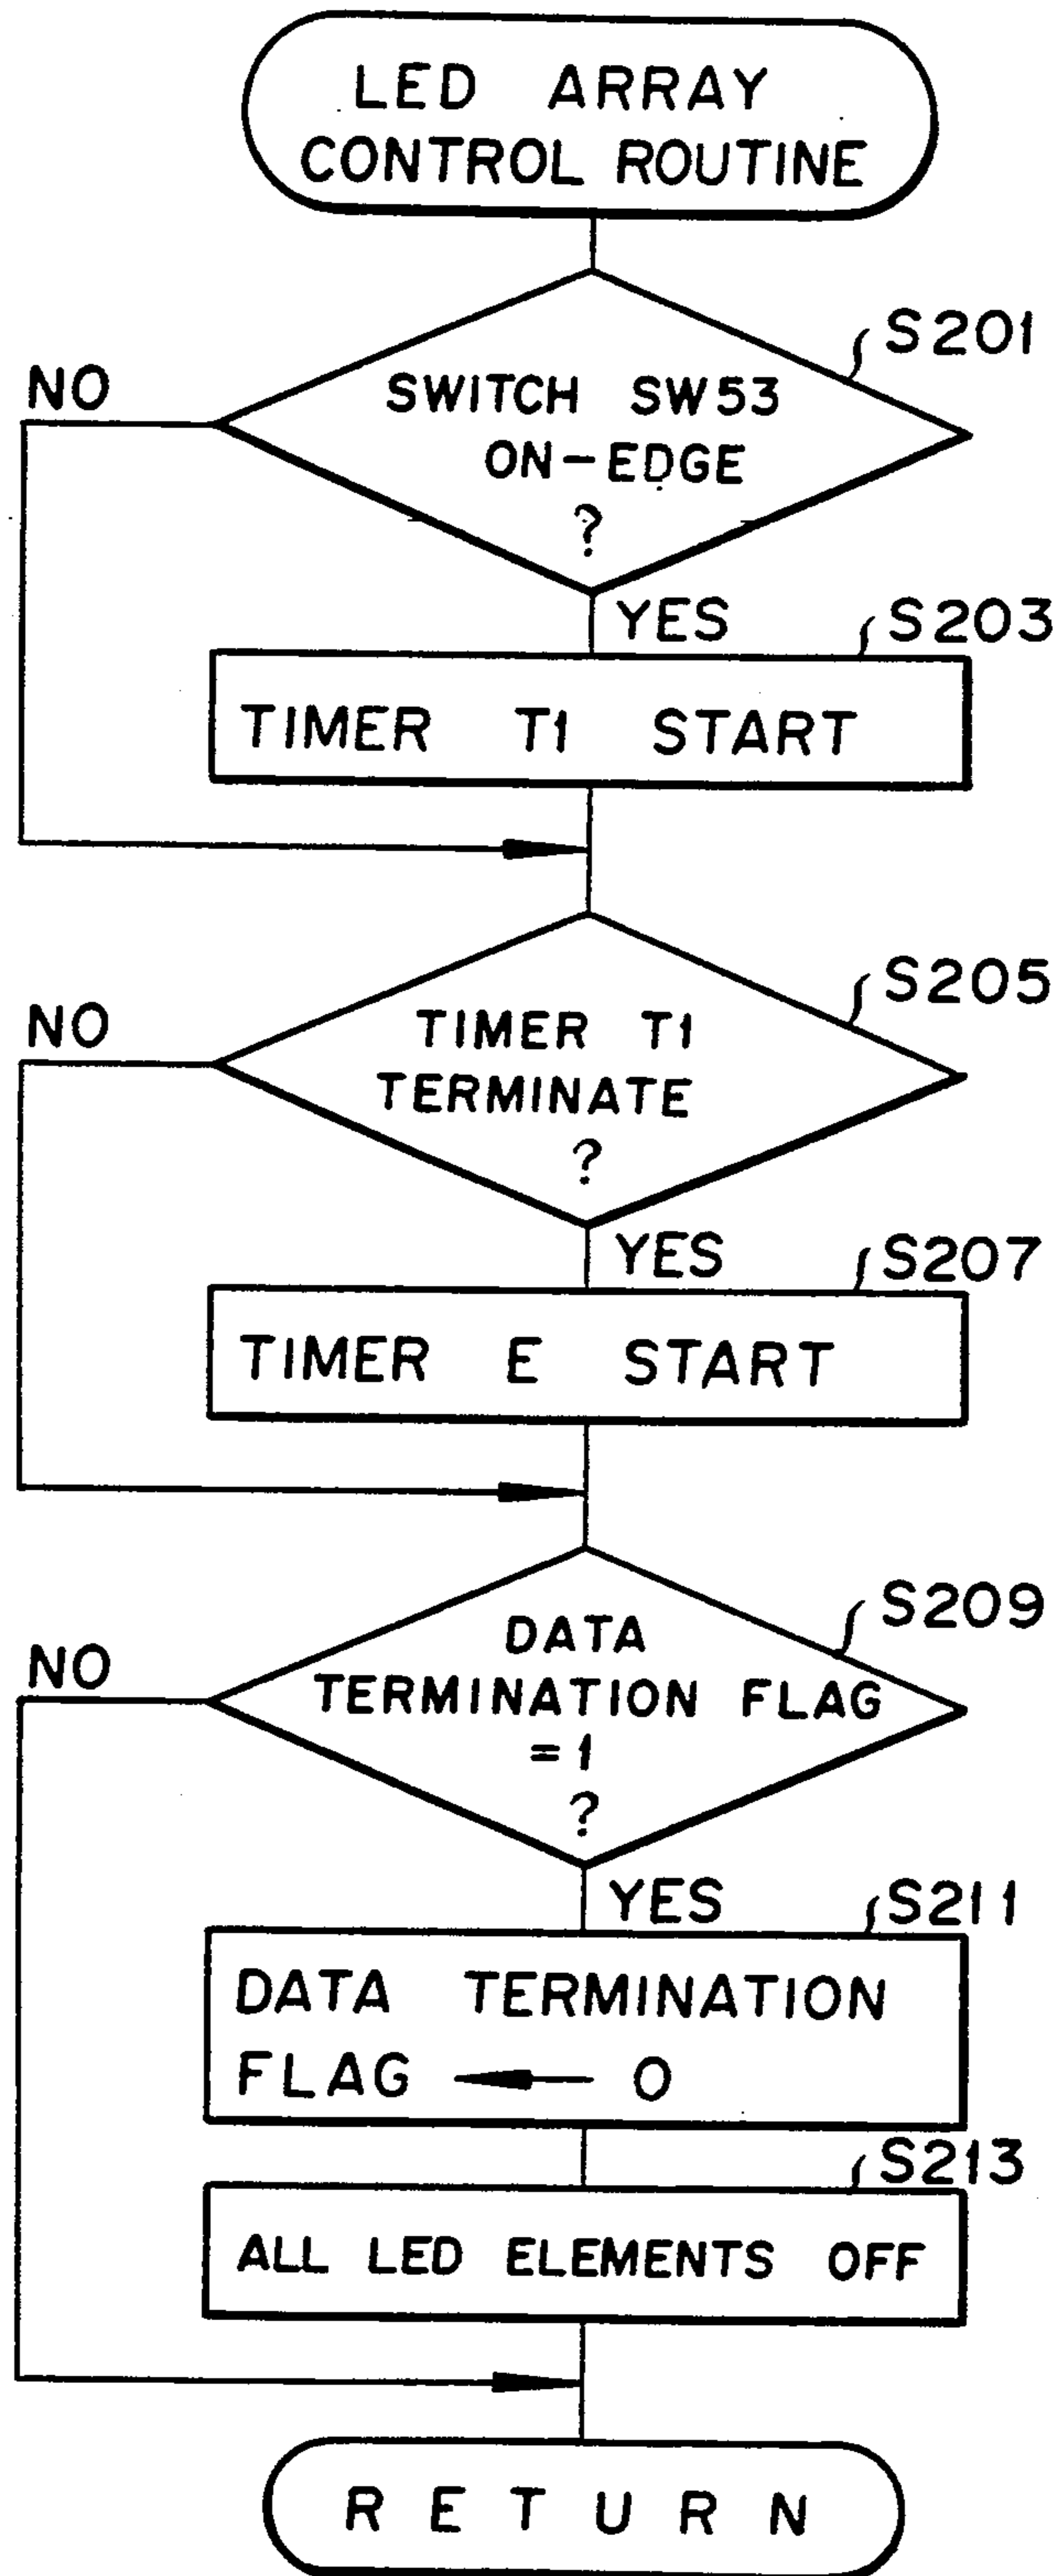 LED ARRAY
CONTROL ROUTINE
S201
NO
SWITCH SW53
ON-EDGE
?
YES
S203
TIMER T1 START
S205
NO
TIMER T1
TERMINATE
?
YES
S207
TIMER E START
S209
NO
DATA
TERMINATION FLAG
=1
?
YES
S211
DATA TERMINATION
FLAG ← 0
S213
ALL LED ELEMENTS OFF
RETURN